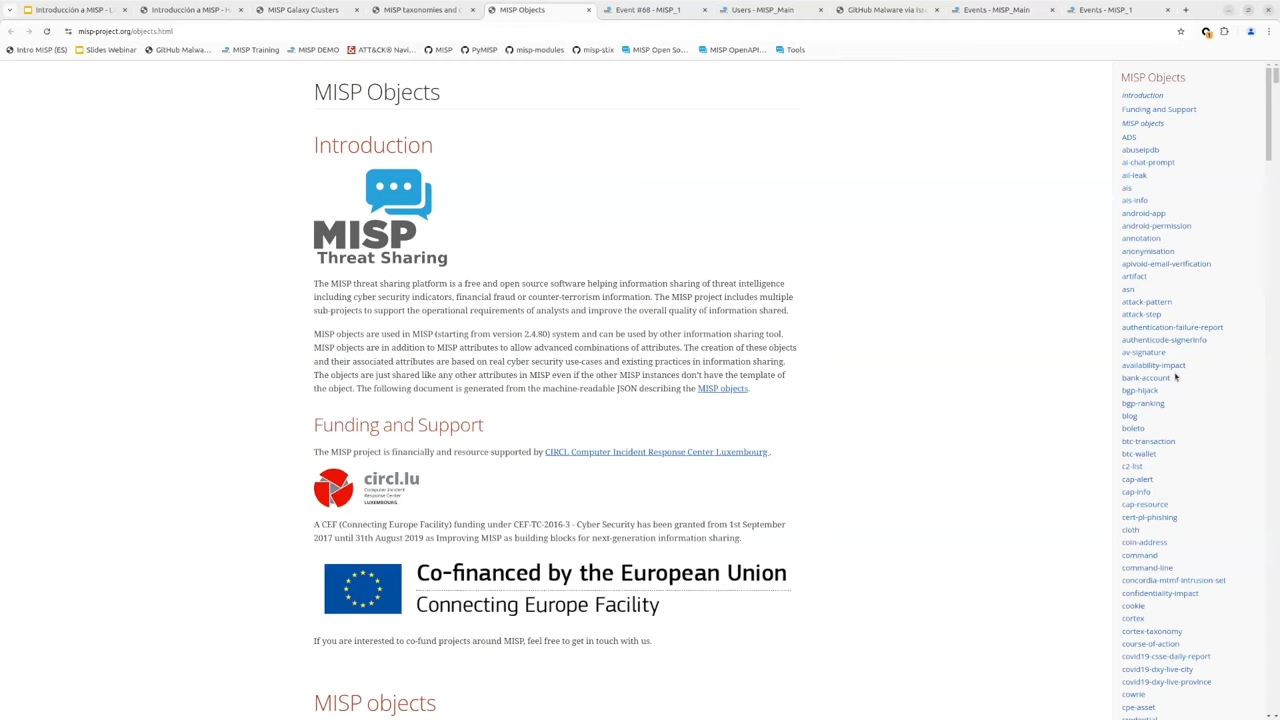 Introducción a MISP - L
Introducción a MISP - H
MISP Galaxy Clusters
MISP taxonomies and c
MISP Objects
Event #68 - MISP_1
Users - MISP_Main
GitHub Malware via Iss
Events - MISP_Main
Events - MISP_1
misp-project.org/objects.html
Intro MISP (ES)
Slides Webinar
GitHub Malwa...
MISP Training
MISP DEMO
ATT&CK® Navi...
MISP
PyMISP
misp-modules
misp-stix
MISP Open So...
MISP OpenAPI...
Tools
MISP Objects
Introduction
MISP
Threat Sharing
The MISP threat sharing platform is a free and open source software helping information sharing of threat intelligence
including cyber security indicators, financial fraud or counter-terrorism information. The MISP project includes multiple
sub-projects to support the operational requirements of analysts and improve the overall quality of information shared.
MISP objects are used in MISP (starting from version 2.4.80) system and can be used by other information sharing tool.
MISP objects are in addition to MISP attributes to allow advanced combinations of attributes. The creation of these objects
and their associated attributes are based on real cyber security use-cases and existing practices in information sharing.
The objects are just shared like any other attributes in MISP even if the other MISP instances don't have the template of
the object. The following document is generated from the machine-readable JSON describing the MISP objects.
Funding and Support
The MISP project is financially and resource supported by CIRCL Computer Incident Response Center Luxembourg .
circl.lu
Computer Incident
Response Center
LUXEMBOURG
A CEF (Connecting Europe Facility) funding under CEF-TC-2016-3 - Cyber Security has been granted from 1st September
2017 until 31th August 2019 as Improving MISP as building blocks for next-generation information sharing.
Co-financed by the European Union
Connecting Europe Facility
If you are interested to co-fund projects around MISP, feel free to get in touch with us.
MISP objects
MISP Objects
Introduction
Funding and Support
MISP objects
ADS
abuseipdb
ai-chat-prompt
ail-leak
ais
ais-info
android-app
android-permission
annotation
anonymisation
apivoid-email-verification
artifact
asn
attack-pattern
attack-step
authentication-failure-report
authenticode-signerinfo
av-signature
availability-impact
bank-account
bgp-hijack
bgp-ranking
blog
boleto
btc-transaction
btc-wallet
c2-list
cap-alert
cap-info
cap-resource
cert-pl-phishing
cloth
coin-address
command
command-line
concordia-mtmf-intrusion-set
confidentiality-impact
cookie
cortex
cortex-taxonomy
course-of-action
covid19-csse-daily-report
covid19-dxy-live-city
covid19-dxy-live-province
cowrie
cpe-asset